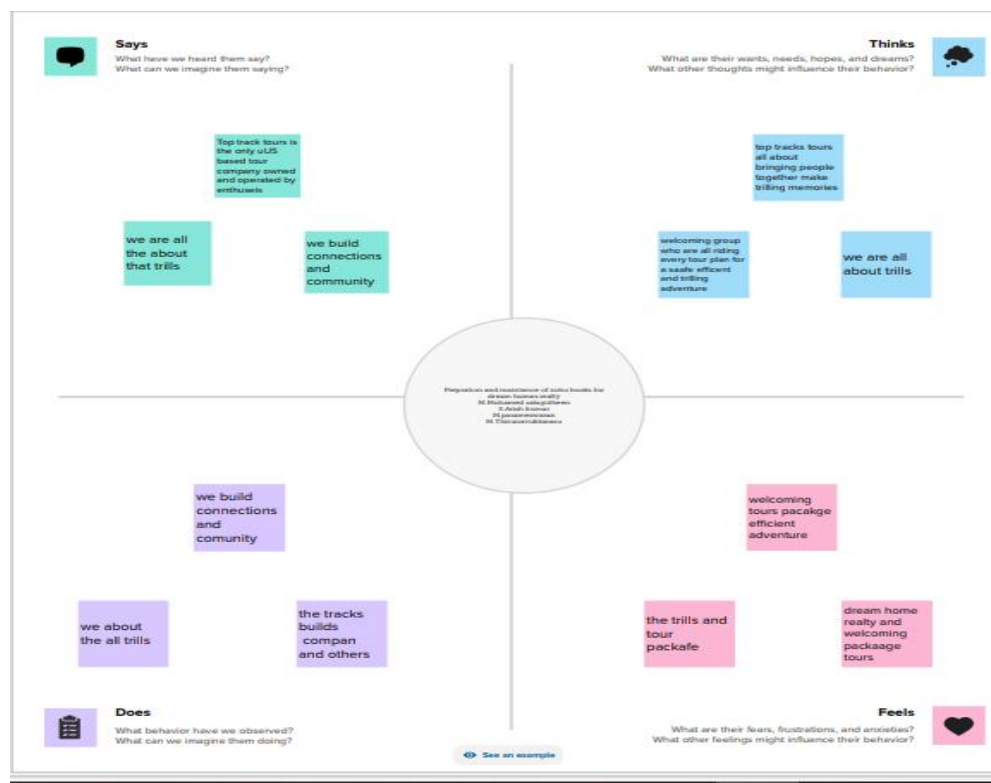 Says
What have we heard them say?
What can we imagine them saying?
Thinks
What are their wants, needs, hopes, and dreams?
What other thoughts might influence their behavior?
Top track tours is
the only uUS
based tour
company owned
and operated by
enthuseis
we are all
the about
that trills
we build
connections
and
community
top tracks tours
all about
bringing people
together make
trilling memories
welcoming group
who are all riding
every tour plan for
a saafe efficent
and trilling
adventure
we are all
about trills
and
dream homes realty
we build
connections
and
comunity
we about
the all trills
the tracks
builds
compan
and others
welcoming
tours pacakge
efficient
adventure
the trills and
tour
packafe
dream home
realty and
welcoming
packaage
tours
Does
What behavior have we observed?
What can we imagine them doing?
See an example
Feels
What are their fears, frustrations, and anxieties?
What other feelings might influence their behavior?